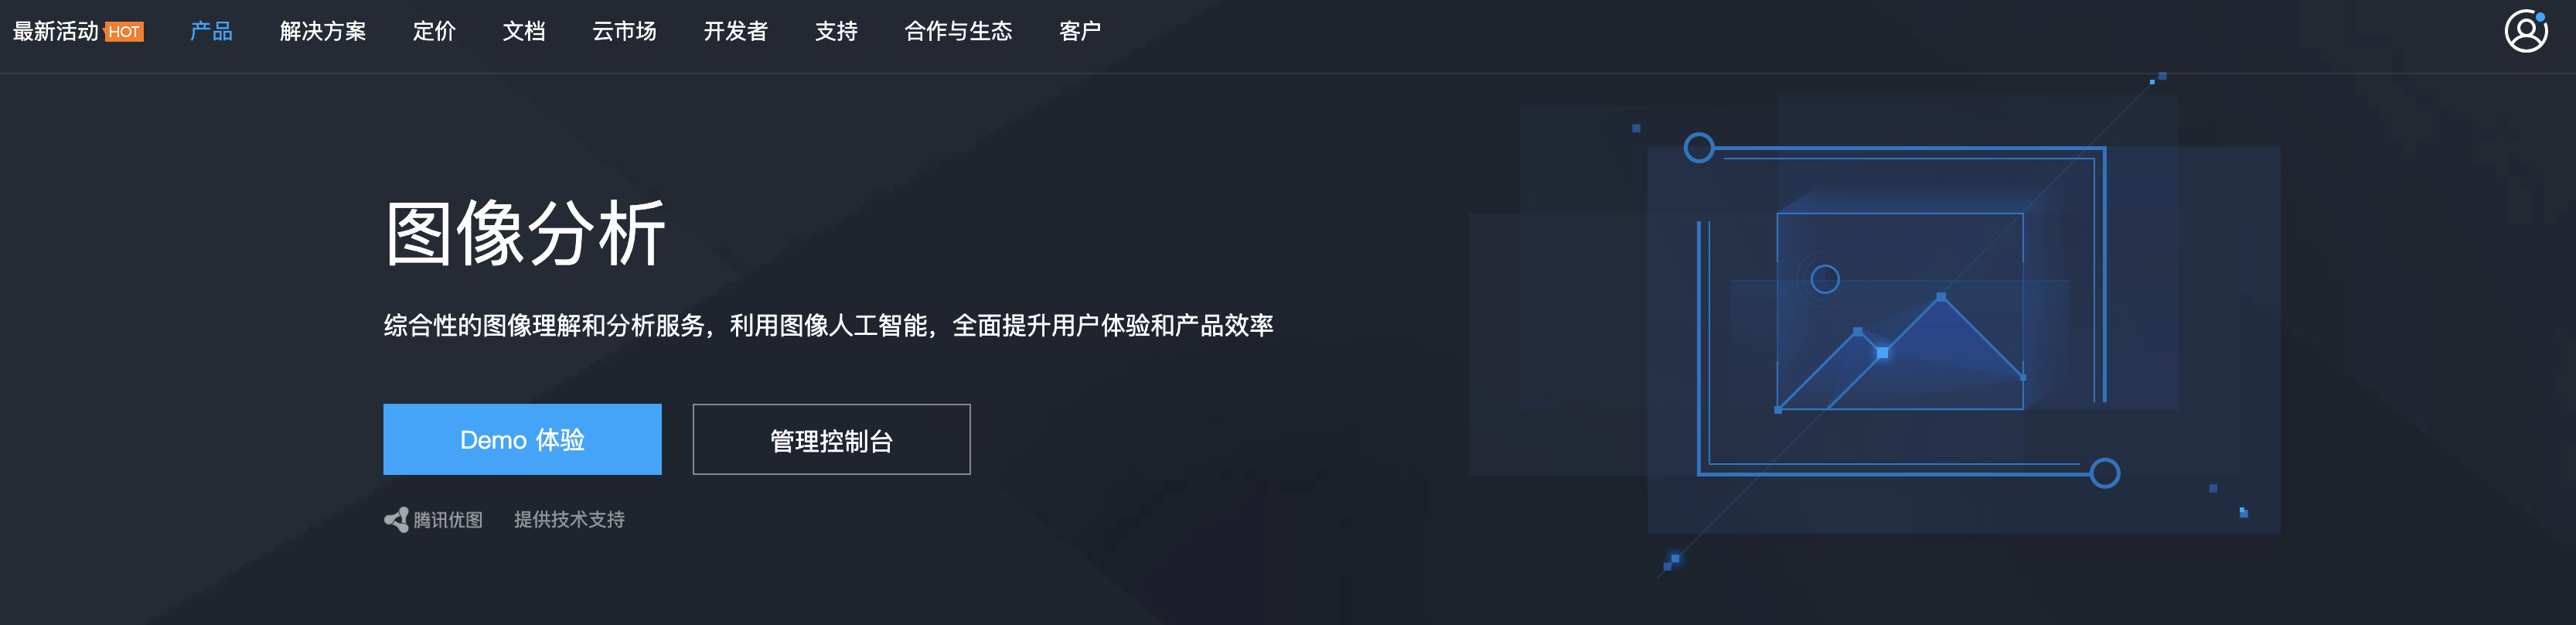 最新活动 HOT 产品 解决方案 定价 文档 云市场 开发者 支持 合作与生态 客户
图像分析
综合性的图像理解和分析服务，利用图像人工智能，全面提升用户体验和产品效率
Demo 体验 管理控制台
腾讯优图 提供技术支持